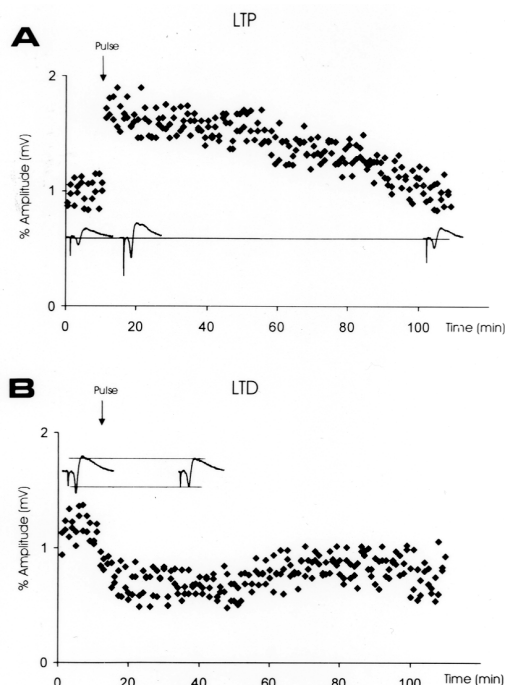 LTP
A
Pulse
2
1
0
% Amplitude (mV)
0 20 40 60 80 100 Time (min)
LTD
B
Pulse
2
1
0
% Amplitude (mV)
0 20 40 60 80 100 Time (min)